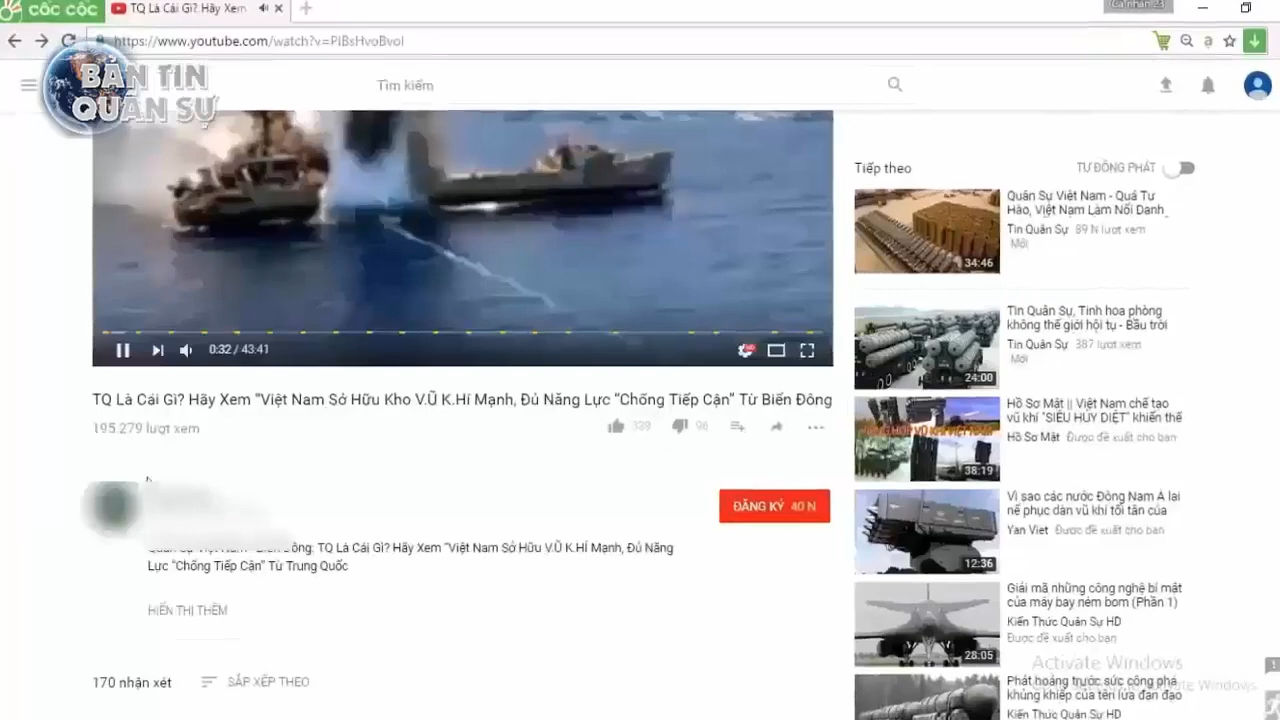 cốc cốc
TQ Là Cái Gì? Hãy Xem
Cá nhân 23
https://www.youtube.com/watch?v=PlBsHvoBvoI
BẢN TIN
QUÂN SỰ
Tìm kiếm
0:32 / 43:41
TQ Là Cái Gì? Hãy Xem “Việt Nam Sở Hữu Kho V.Ũ K.Hí Mạnh, Đủ Năng Lực “Chống Tiếp Cận” Từ Biển Đông
195.279 lượt xem
328
96
ĐĂNG KÝ 40 N
Quân Sự Việt Nam - Biển Đông: TQ Là Cái Gì? Hãy Xem “Việt Nam Sở Hữu V.Ũ K.Hí Mạnh, Đủ Năng
Lực “Chống Tiếp Cận” Từ Trung Quốc
HIỂN THỊ THÊM
170 nhận xét
SẮP XẾP THEO
Tiếp theo
TỰ ĐỘNG PHÁT
Quân Sự Việt Nam - Quá Tự
Hào, Việt Nam Làm Nổi Danh
Tin Quân Sự 89 N lượt xem
Mới
34:46
Tin Quân Sự, Tinh hoa phòng
không thế giới hội tụ - Bầu trời
Tin Quân Sự 387 lượt xem
Mới
24:00
Hồ Sơ Mật || Việt Nam chế tạo
vũ khí "SIÊU HỦY DIỆT" khiến thế
Hồ Sơ Mật Được đề xuất cho bạn
38:19
Vì sao các nước Đông Nam Á lại
nể phục dàn vũ khí tối tân của
Yan Viet Được đề xuất cho bạn
12:36
Giải mã những công nghệ bí mật
của máy bay ném bom (Phần 1)
Kiến Thức Quân Sự HD
Được đề xuất cho bạn
28:05
Activate Windows
Phát hoảng trước sức công phá
khủng khiếp của tên lửa đạn đạo
Kiến Thức Quân Sự HD